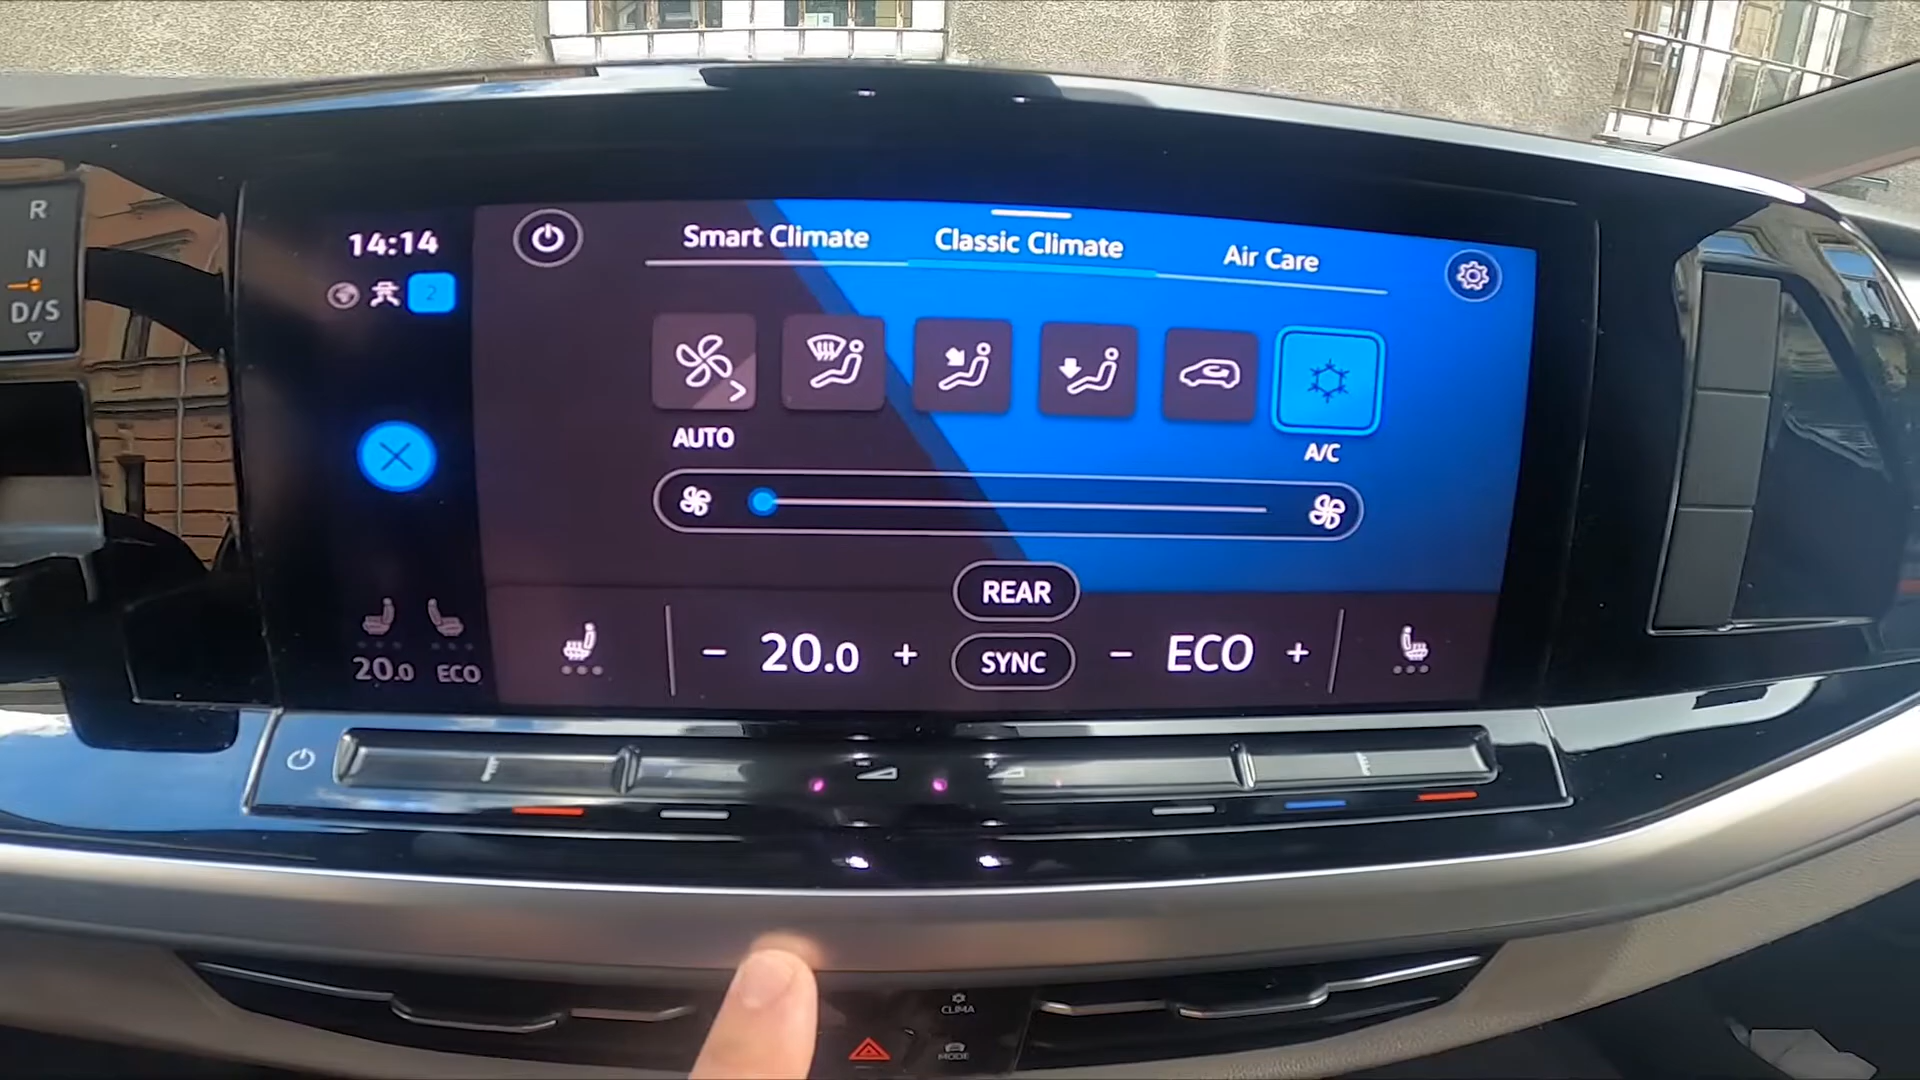 R
N
D/S
14:14
2
Smart Climate
Classic Climate
Air Care
AUTO
A/C
REAR
20.0
SYNC
ECO
20.0 ECO
CLIMA
MODE